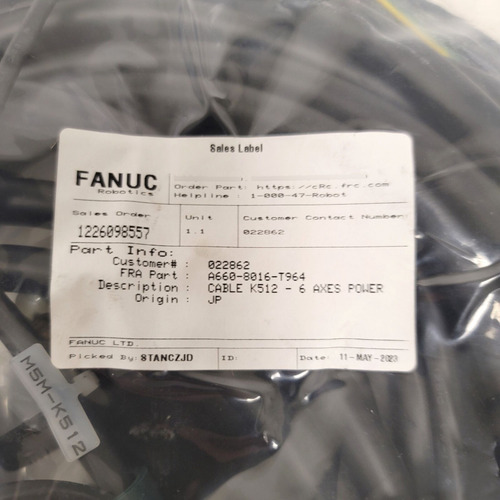 Sales Label
FANUC
Robotics
Order Part: https://cRc.frc.com
Helpline : 1-800-47-Robot
Sales Order Unit Customer Contact Number
1226098557 1.1 022862
Part Info:
Customer# : 022862
FRA Part : A660-8016-T964
Description : CABLE K512 - 6 AXES POWER
Origin : JP
FANUC LTD.
Picked By: STANCZJD ID: Date: 11-MAY-2023
M5M-K512